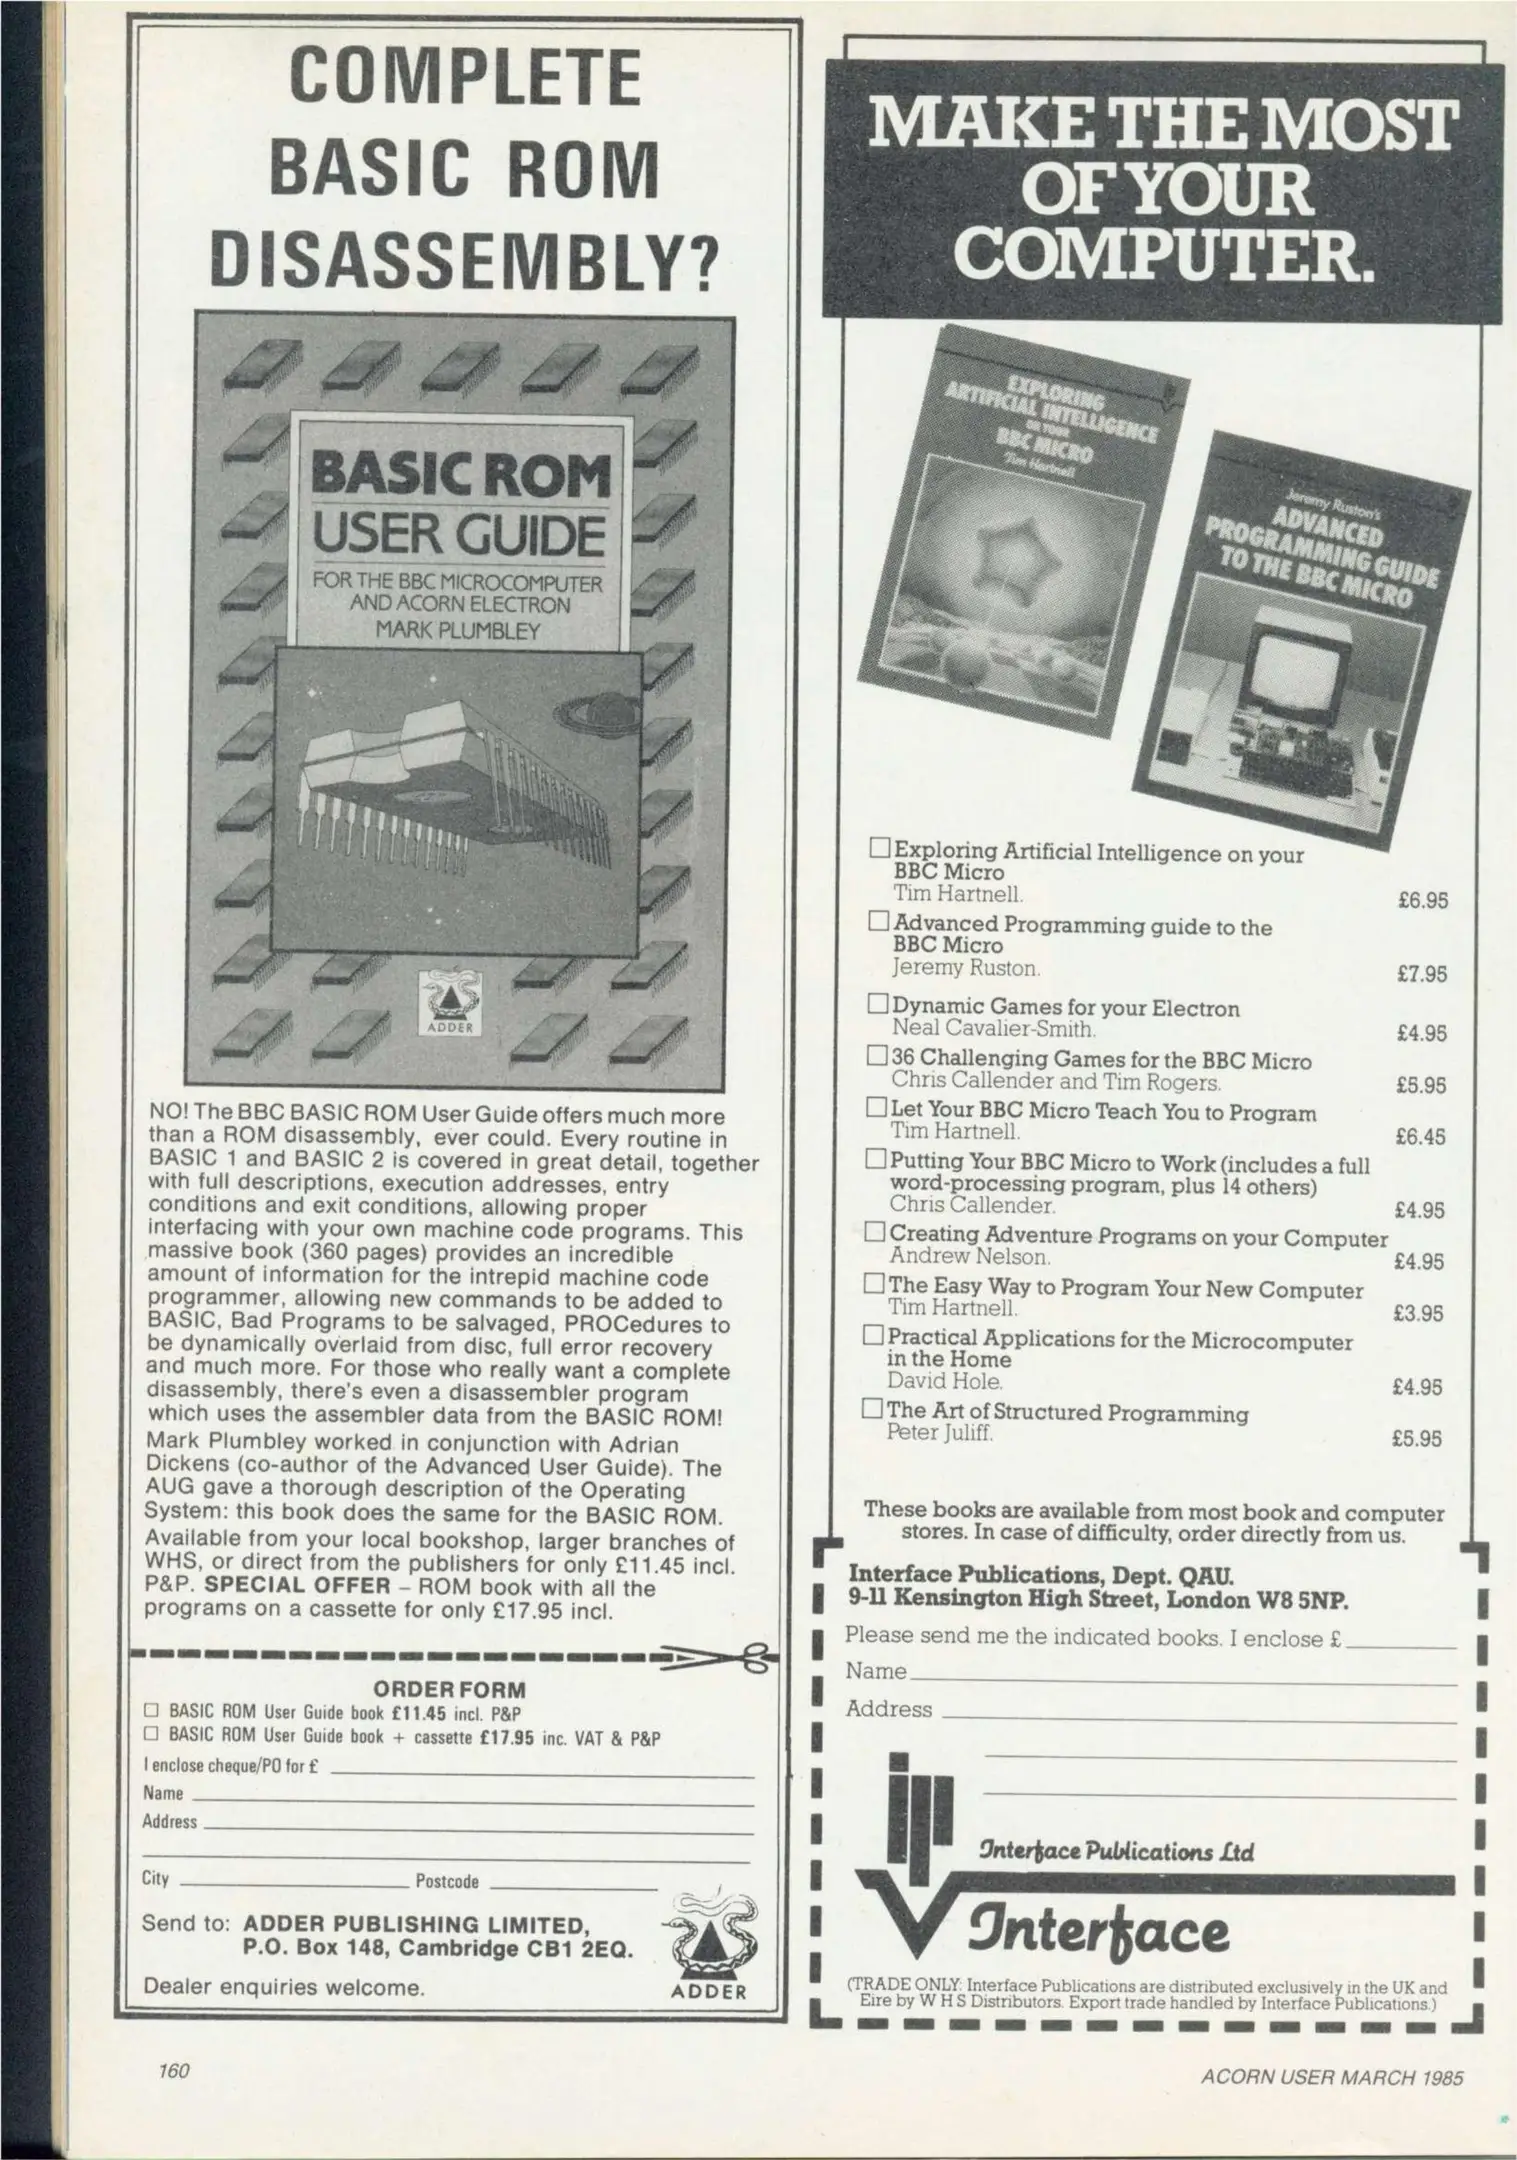 COMPLETE
BASIC ROM
DISASSEMBLY?
BASIC ROM
USER GUIDE
FOR THE BBC MICROCOMPUTER
AND ACORN ELECTRON
MARK PLUMBLEY
ADDER
NO! The BBC BASIC ROM User Guide offers much more
than a ROM disassembly, ever could. Every routine in
BASIC 1 and BASIC 2 is covered in great detail, together
with full descriptions, execution addresses, entry
conditions and exit conditions, allowing proper
interfacing with your own machine code programs. This
massive book (360 pages) provides an incredible
amount of information for the intrepid machine code
programmer, allowing new commands to be added to
BASIC, Bad Programs to be salvaged, PROCedures to
be dynamically overlaid from disc, full error recovery
and much more. For those who really want a complete
disassembly, there's even a disassembler program
which uses the assembler data from the BASIC ROM!
Mark Plumbley worked in conjunction with Adrian
Dickens (co-author of the Advanced User Guide). The
AUG gave a thorough description of the Operating
System: this book does the same for the BASIC ROM.
Available from your local bookshop, larger branches of
WHS, or direct from the publishers for only £11.45 incl.
P&P. SPECIAL OFFER – ROM book with all the
programs on a cassette for only £17.95 incl.
ORDER FORM
☐ BASIC ROM User Guide book £11.45 incl. P&P
☐ BASIC ROM User Guide book + cassette £17.95 inc. VAT & P&P
I enclose cheque/PO for £
Name
Address
City Postcode
Send to: ADDER PUBLISHING LIMITED,
P.O. Box 148, Cambridge CB1 2EQ.
Dealer enquiries welcome.
ADDER
MAKE THE MOST
OF YOUR
COMPUTER.
EXPLORING
ARTIFICIAL INTELLIGENCE
ON YOUR
BBC MICRO
Tim Hartnell
Jeremy Ruston's
ADVANCED
PROGRAMMING GUIDE
TO THE BBC MICRO
☐ Exploring Artificial Intelligence on your
BBC Micro
Tim Hartnell. £6.95
☐ Advanced Programming guide to the
BBC Micro
Jeremy Ruston. £7.95
☐ Dynamic Games for your Electron
Neal Cavalier-Smith. £4.95
☐ 36 Challenging Games for the BBC Micro
Chris Callender and Tim Rogers. £5.95
☐ Let Your BBC Micro Teach You to Program
Tim Hartnell. £6.45
☐ Putting Your BBC Micro to Work (includes a full
word-processing program, plus 14 others)
Chris Callender. £4.95
☐ Creating Adventure Programs on your Computer
Andrew Nelson. £4.95
☐ The Easy Way to Program Your New Computer
Tim Hartnell. £3.95
☐ Practical Applications for the Microcomputer
in the Home
David Hole. £4.95
☐ The Art of Structured Programming
Peter Juliff. £5.95
These books are available from most book and computer
stores. In case of difficulty, order directly from us.
Interface Publications, Dept. QAU.
9-11 Kensington High Street, London W8 5NP.
Please send me the indicated books. I enclose £
Name
Address
ip
Interface Publications Ltd
Interface
(TRADE ONLY: Interface Publications are distributed exclusively in the UK and
Eire by W H S Distributors. Export trade handled by Interface Publications.)
160
ACORN USER MARCH 1985